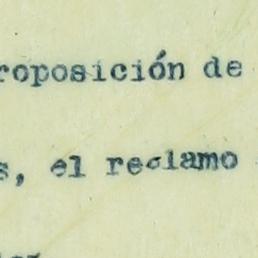 roposición de
s, el reclamo